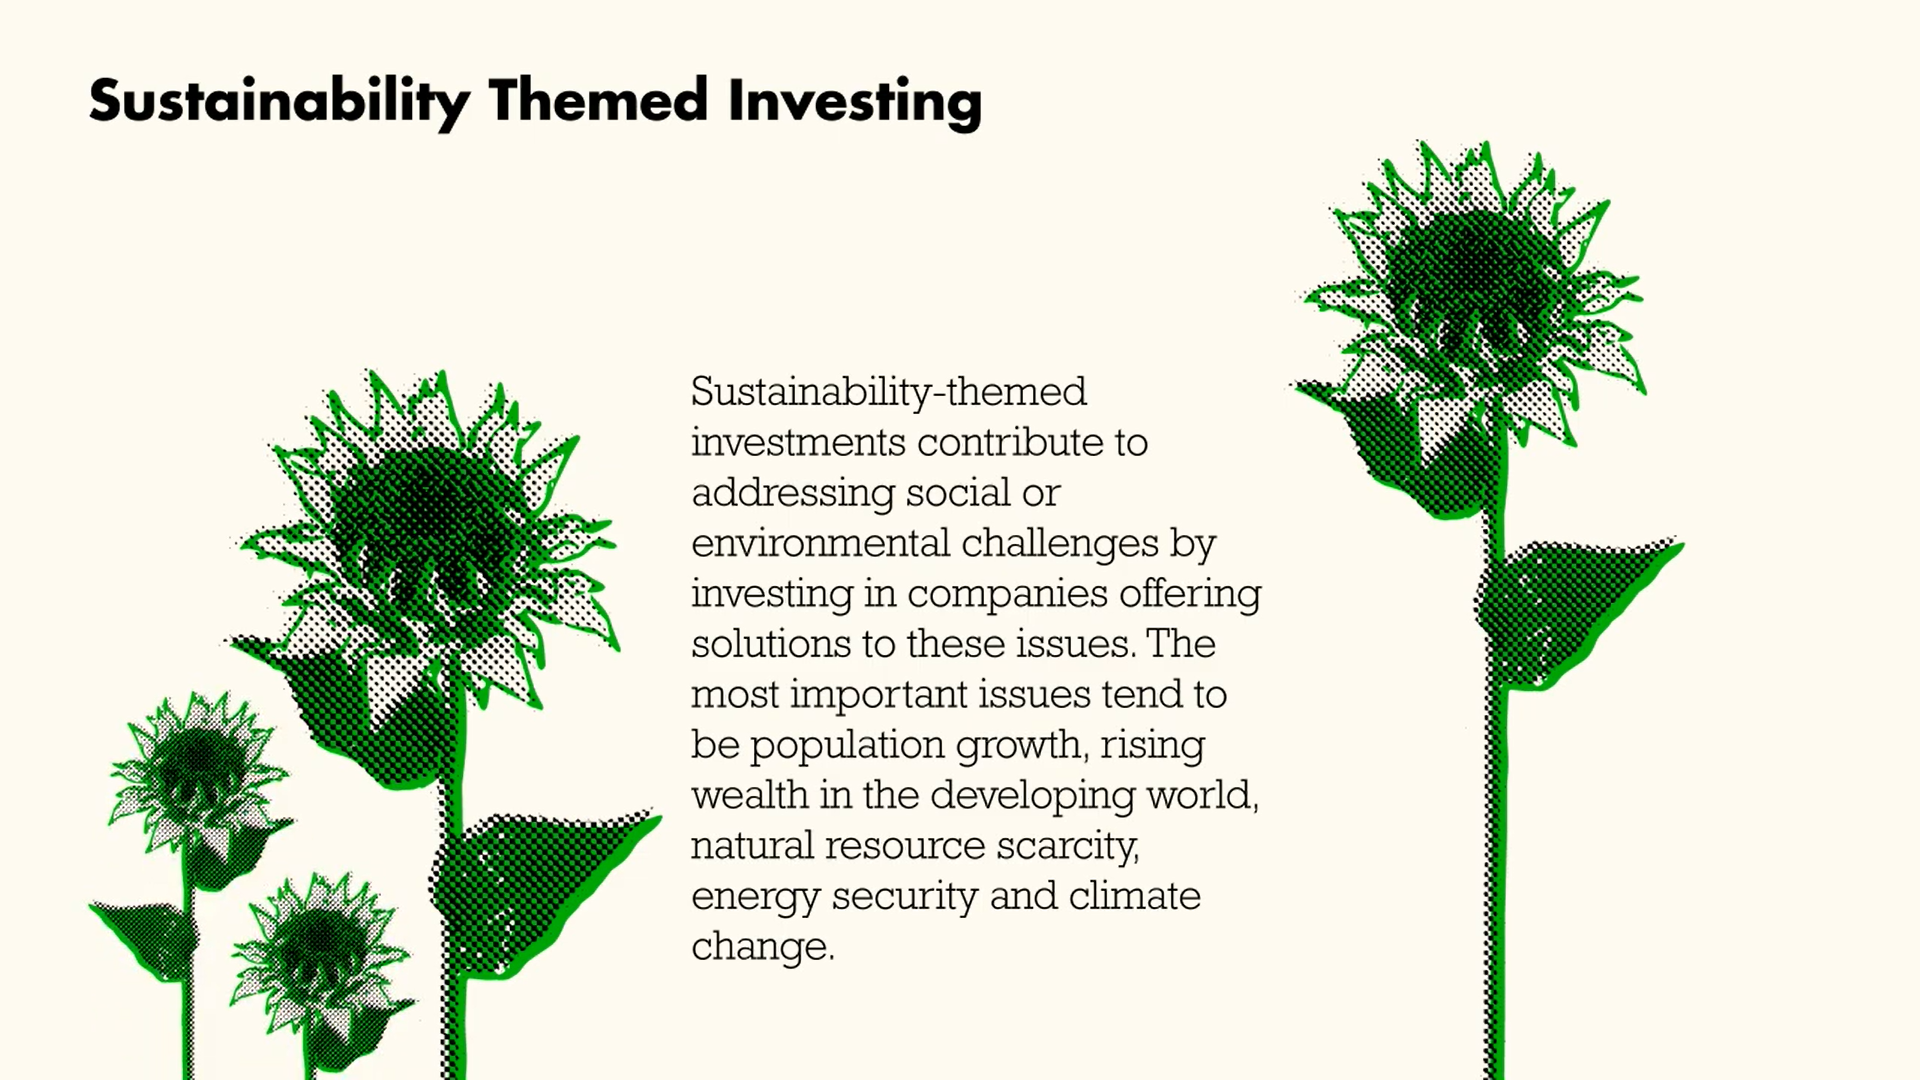 Sustainability Themed Investing
Sustainability-themed
investments contribute to
addressing social or
environmental challenges by
investing in companies offering
solutions to these issues. The
most important issues tend to
be population growth, rising
wealth in the developing world,
natural resource scarcity,
energy security and climate
change.